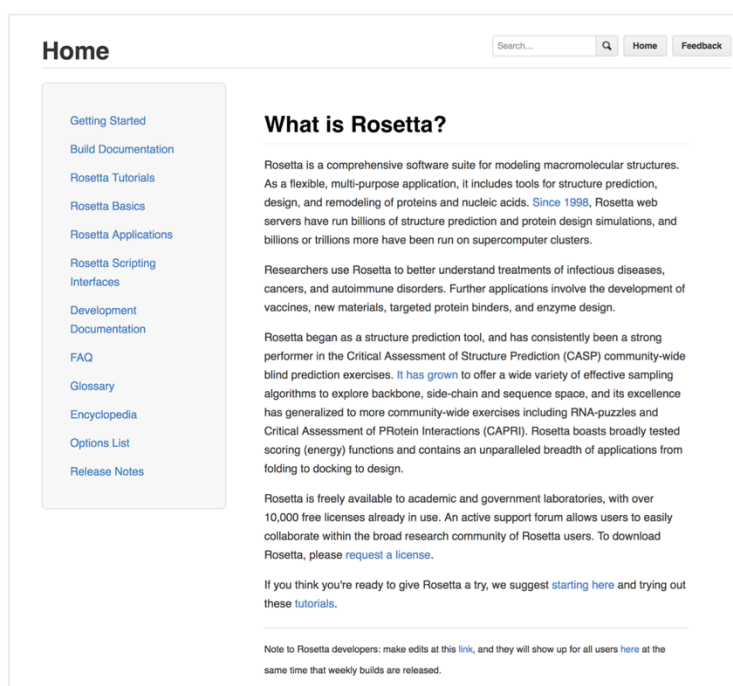 Home
Search...
Home
Feedback
Getting Started
Build Documentation
Rosetta Tutorials
Rosetta Basics
Rosetta Applications
Rosetta Scripting
Interfaces
Development
Documentation
FAQ
Glossary
Encyclopedia
Options List
Release Notes
What is Rosetta?
Rosetta is a comprehensive software suite for modeling macromolecular structures.
As a flexible, multi-purpose application, it includes tools for structure prediction,
design, and remodeling of proteins and nucleic acids. Since 1998, Rosetta web
servers have run billions of structure prediction and protein design simulations, and
billions or trillions more have been run on supercomputer clusters.
Researchers use Rosetta to better understand treatments of infectious diseases,
cancers, and autoimmune disorders. Further applications involve the development of
vaccines, new materials, targeted protein binders, and enzyme design.
Rosetta began as a structure prediction tool, and has consistently been a strong
performer in the Critical Assessment of Structure Prediction (CASP) community-wide
blind prediction exercises. It has grown to offer a wide variety of effective sampling
algorithms to explore backbone, side-chain and sequence space, and its excellence
has generalized to more community-wide exercises including RNA-puzzles and
Critical Assessment of PRotein Interactions (CAPRI). Rosetta boasts broadly tested
scoring (energy) functions and contains an unparalleled breadth of applications from
folding to docking to design.
Rosetta is freely available to academic and government laboratories, with over
10,000 free licenses already in use. An active support forum allows users to easily
collaborate within the broad research community of Rosetta users. To download
Rosetta, please request a license.
If you think you're ready to give Rosetta a try, we suggest starting here and trying out
these tutorials.
Note to Rosetta developers: make edits at this link, and they will show up for all users here at the
same time that weekly builds are released.